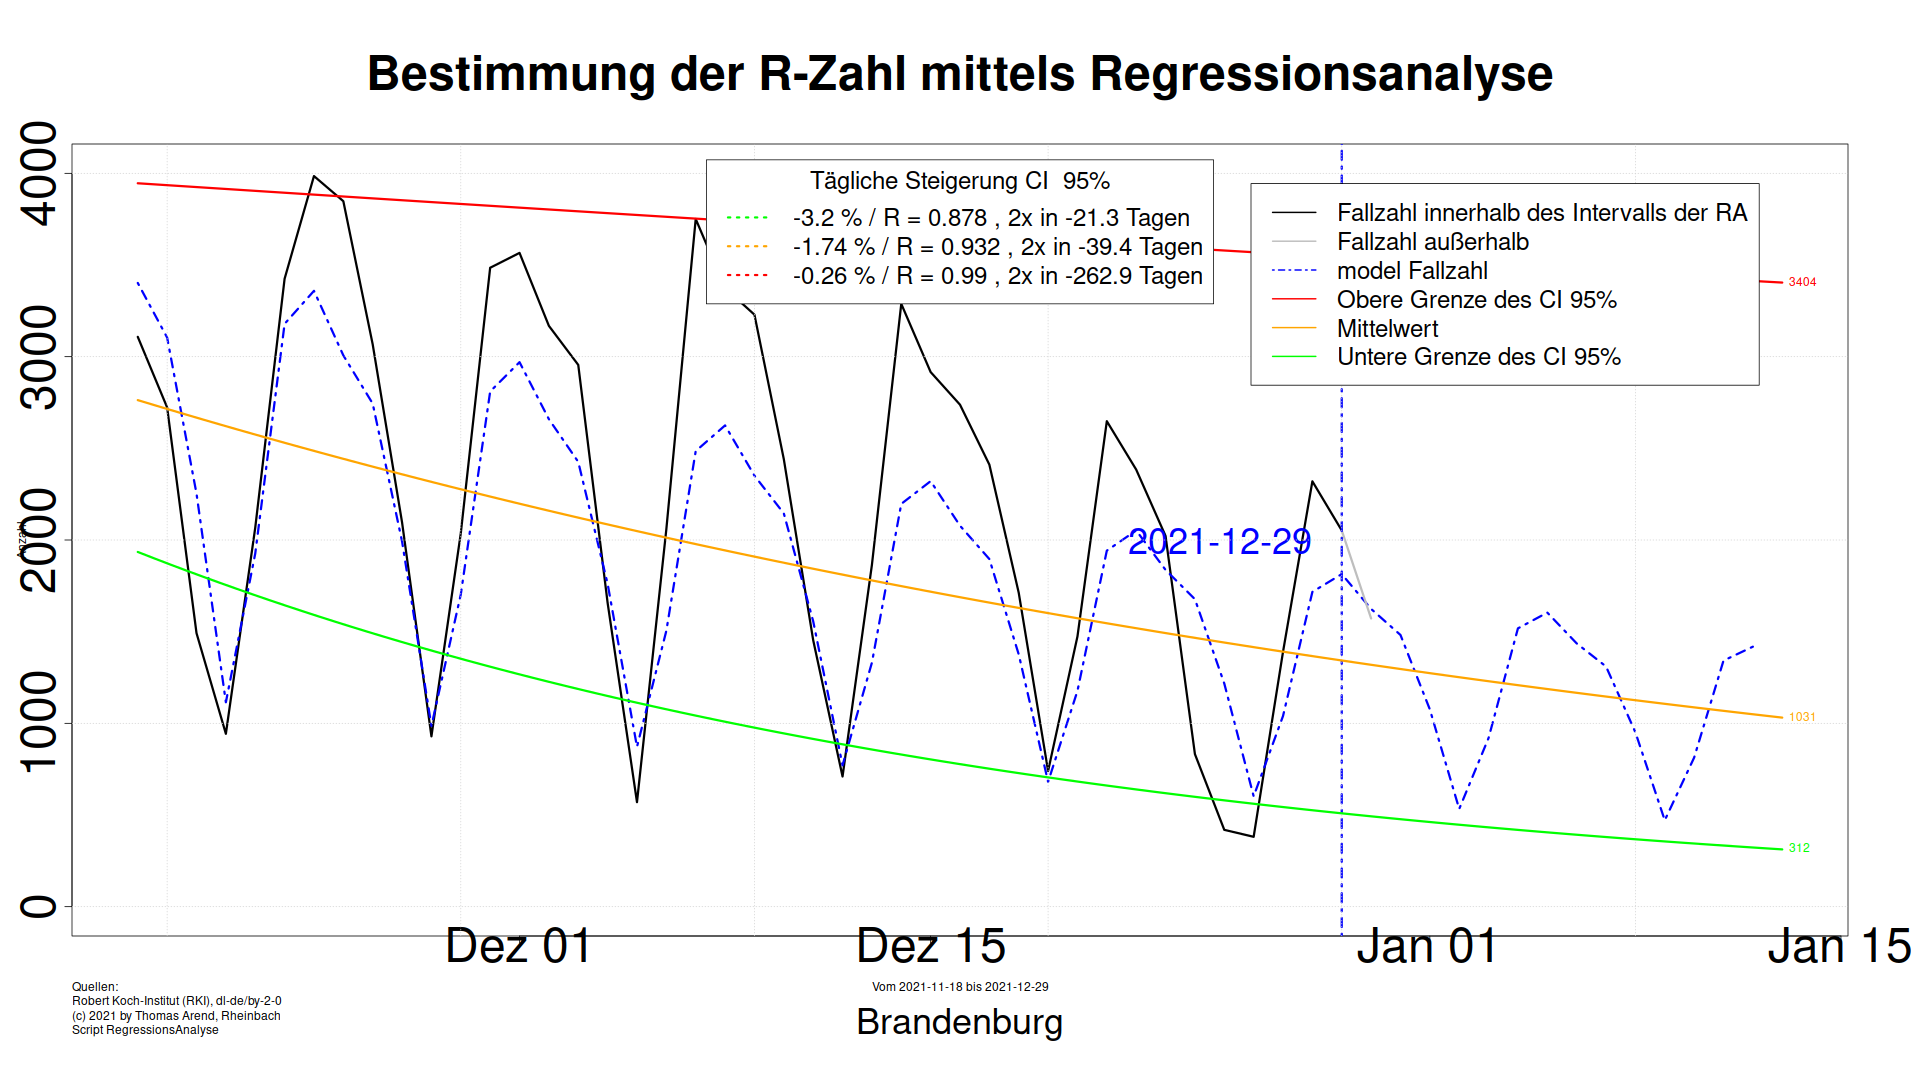 Bestimmung der R-Zahl mittels Regressionsanalyse
Anzahl
4000
3000
2000
1000
0
Tägliche Steigerung CI  95%
-3.2 % / R = 0.878 , 2x in -21.3 Tagen
-1.74 % / R = 0.932 , 2x in -39.4 Tagen
-0.26 % / R = 0.99 , 2x in -262.9 Tagen
Fallzahl innerhalb des Intervalls der RA
Fallzahl außerhalb
model Fallzahl
Obere Grenze des CI 95%
Mittelwert
Untere Grenze des CI 95%
3404
2021-12-29
1031
312
Dez 01
Dez 15
Jan 01
Jan 15
Quellen:
Robert Koch-Institut (RKI), dl-de/by-2-0
(c) 2021 by Thomas Arend, Rheinbach
Script RegressionsAnalyse
Vom 2021-11-18 bis 2021-12-29
Brandenburg